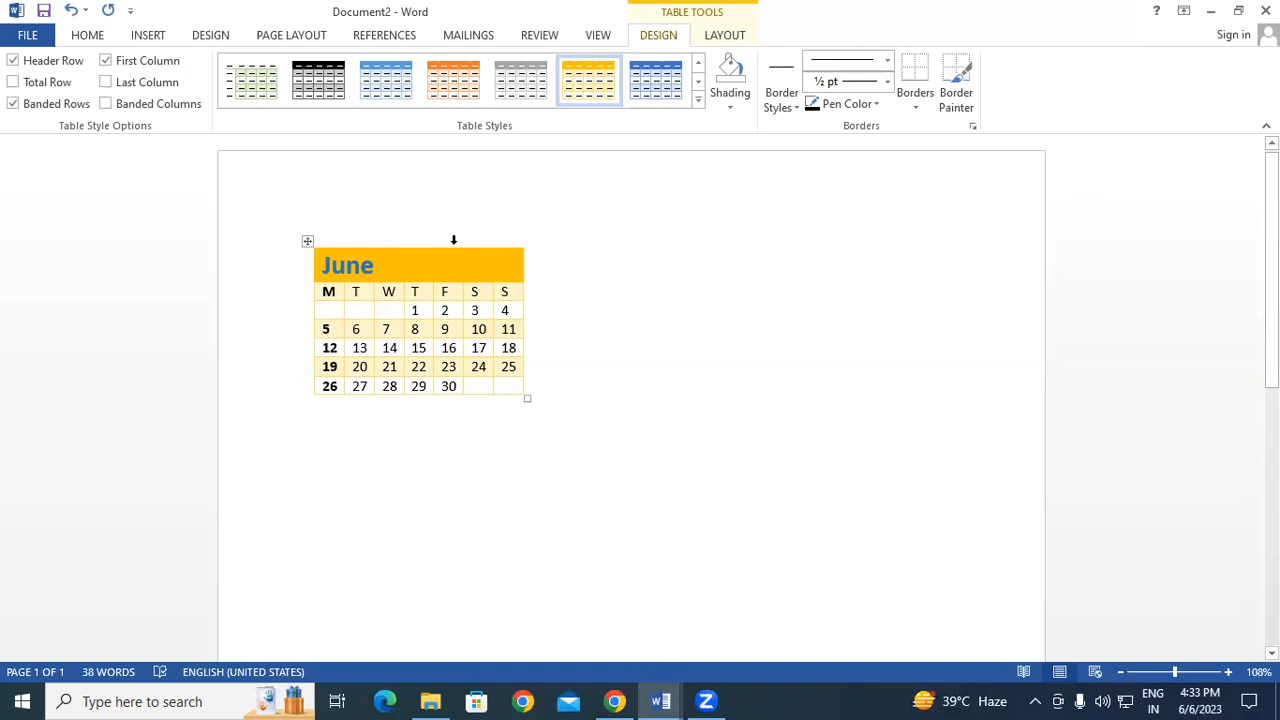 Document2 - Word
TABLE TOOLS
?
FILE
HOME
INSERT
DESIGN
PAGE LAYOUT
REFERENCES
MAILINGS
REVIEW
VIEW
DESIGN
LAYOUT
Sign in
Header Row
First Column
Total Row
Last Column
Banded Rows
Banded Columns
Table Style Options
Table Styles
Shading
Border Styles
½ pt
Pen Color
Borders
Border Painter
Borders
June
M T W T F S S
1 2 3 4
5 6 7 8 9 10 11
12 13 14 15 16 17 18
19 20 21 22 23 24 25
26 27 28 29 30
PAGE 1 OF 1
38 WORDS
ENGLISH (UNITED STATES)
108%
Type here to search
39°C Haze
ENG
IN
4:33 PM
6/6/2023